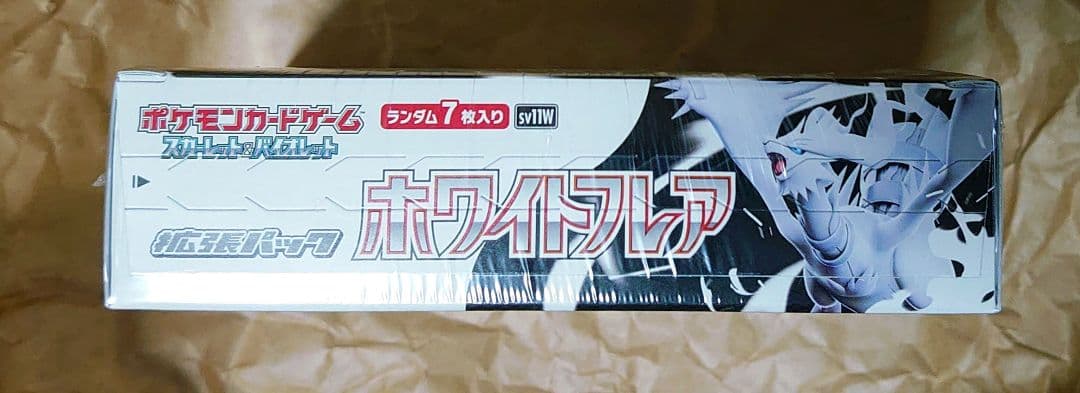 ポケモンカードゲーム
スカーレット&バイオレット
ランダム7枚入り
sv11W
拡張パック
ホワイトフレア